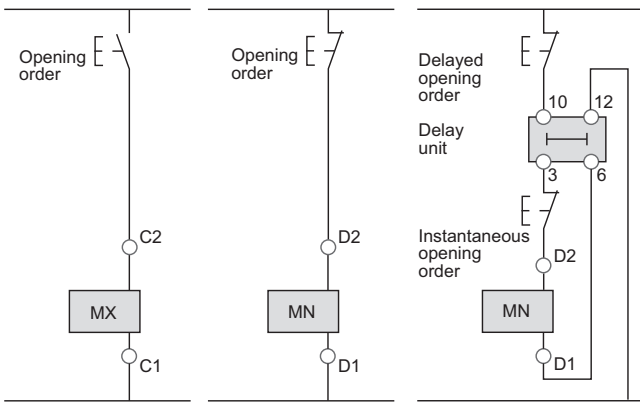 Opening
order
C2
MX
C1
Opening
order
D2
MN
D1
Delayed
opening
order
10 12
Delay
unit
3 6
Instantaneous
opening
order
D2
MN
D1